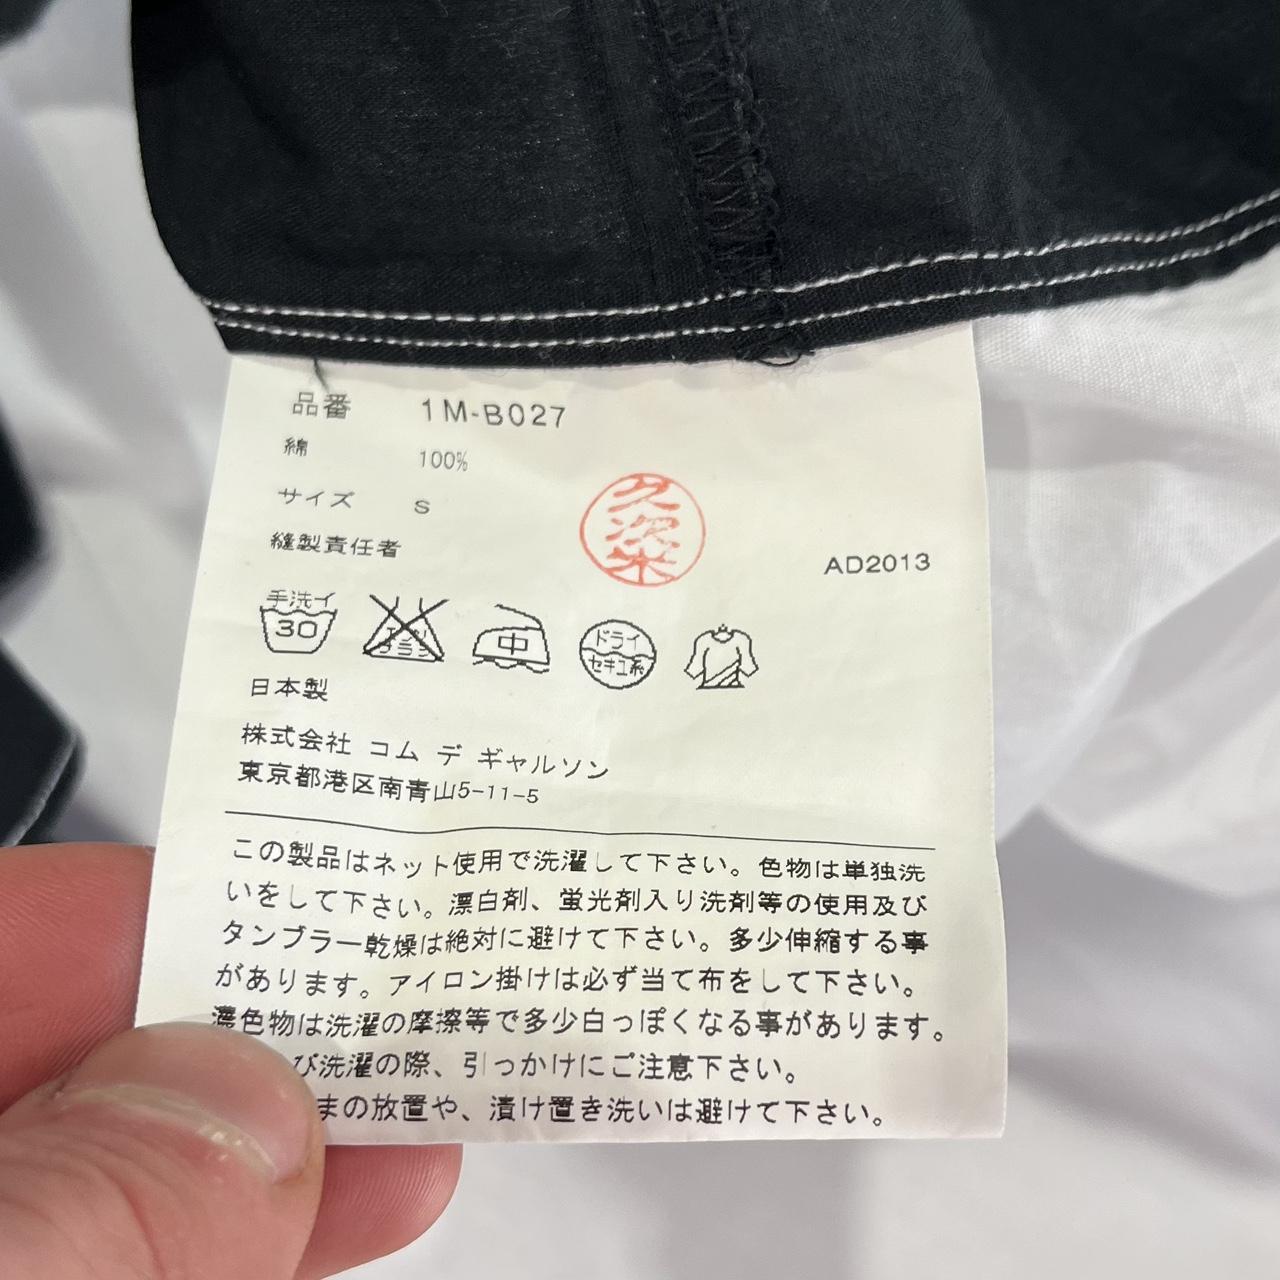 品番 1M-B027
綿 100%
サイズ S
縫製責任者
久次米
AD2013
手洗イ
30
エンソ
フラン
中
ドライ
セキユ系
日本製
株式会社 コム デ ギャルソン
東京都港区南青山5-11-5
この製品はネット使用で洗濯して下さい。色物は単独洗
いをして下さい。漂白剤、蛍光剤入り洗剤等の使用及び
タンブラー乾燥は絶対に避けて下さい。多少伸縮する事
があります。アイロン掛けは必ず当て布をして下さい。
濃色物は洗濯の摩擦等で多少白っぽくなる事があります。
び洗濯の際、引っかけにご注意下さい。
まの放置や、漬け置き洗いは避けて下さい。